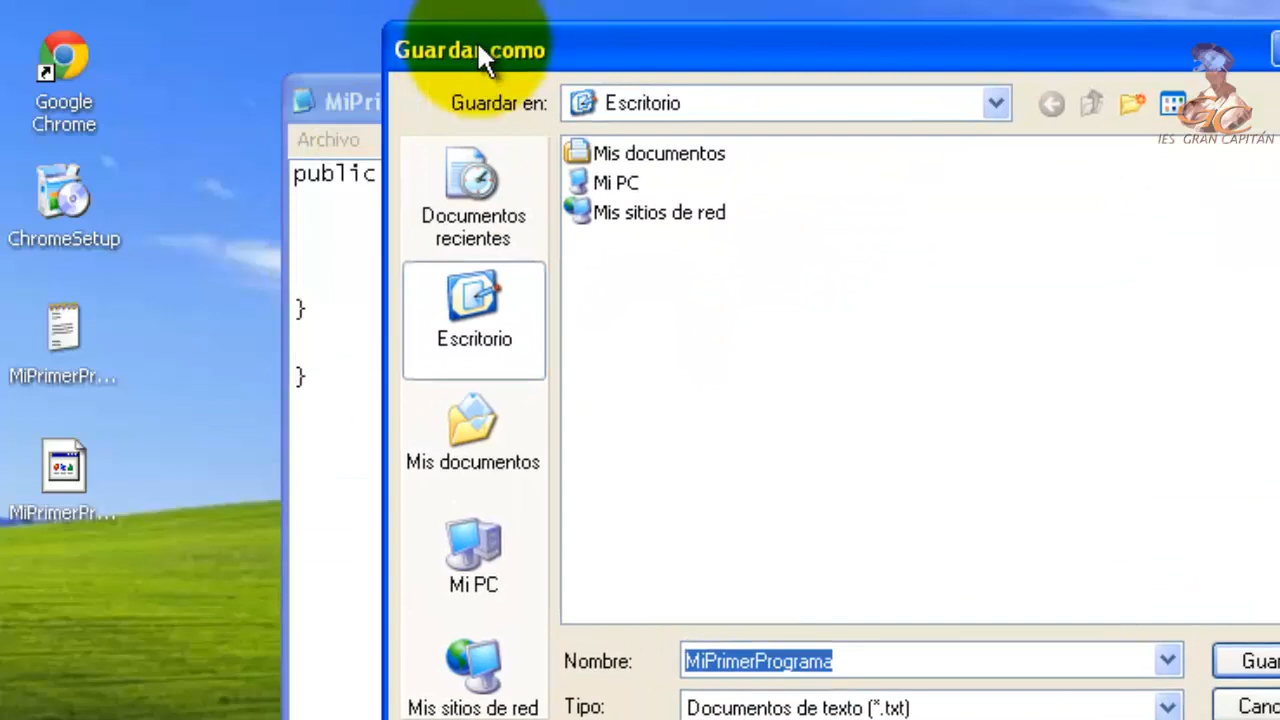 Google
Chrome
ChromeSetup
MiPrimerPr...
MiPrimerPr...
MiPri
Archivo
public
}
}
Guardar como
Guardar en:
Escritorio
IES GRAN CAPITÁN
Documentos
recientes
Escritorio
Mis documentos
Mi PC
Mis sitios de red
Mis documentos
Mi PC
Mis sitios de red
Nombre:
MiPrimerPrograma
Guar
Tipo:
Documentos de texto (*.txt)
Canc